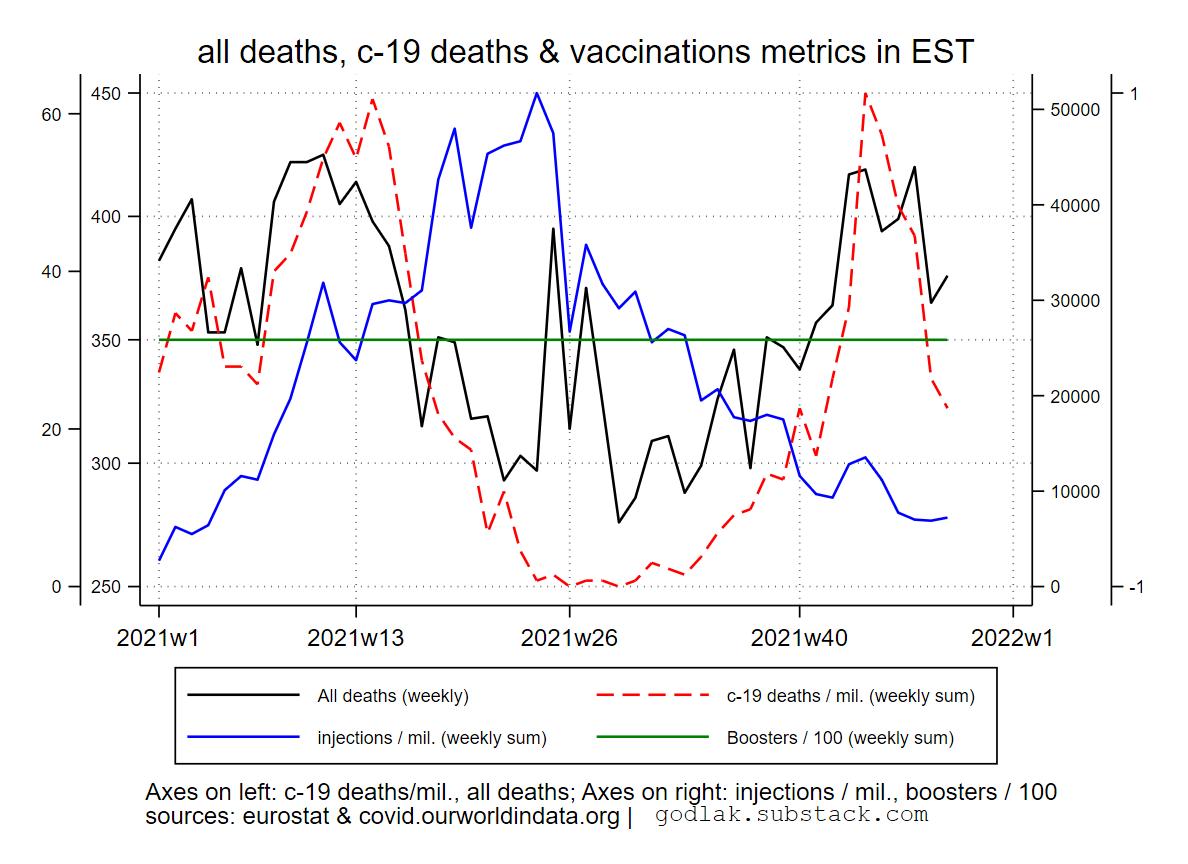 all deaths, c-19 deaths & vaccinations metrics in EST
60
40
20
0
450
400
350
300
250
50000
40000
30000
20000
10000
0
1
-1
2021w1 2021w13 2021w26 2021w40 2022w1
All deaths (weekly) c-19 deaths / mil. (weekly sum)
injections / mil. (weekly sum) Boosters / 100 (weekly sum)
Axes on left: c-19 deaths/mil., all deaths; Axes on right: injections / mil., boosters / 100
sources: eurostat & covid.ourworldindata.org | godlak.substack.com